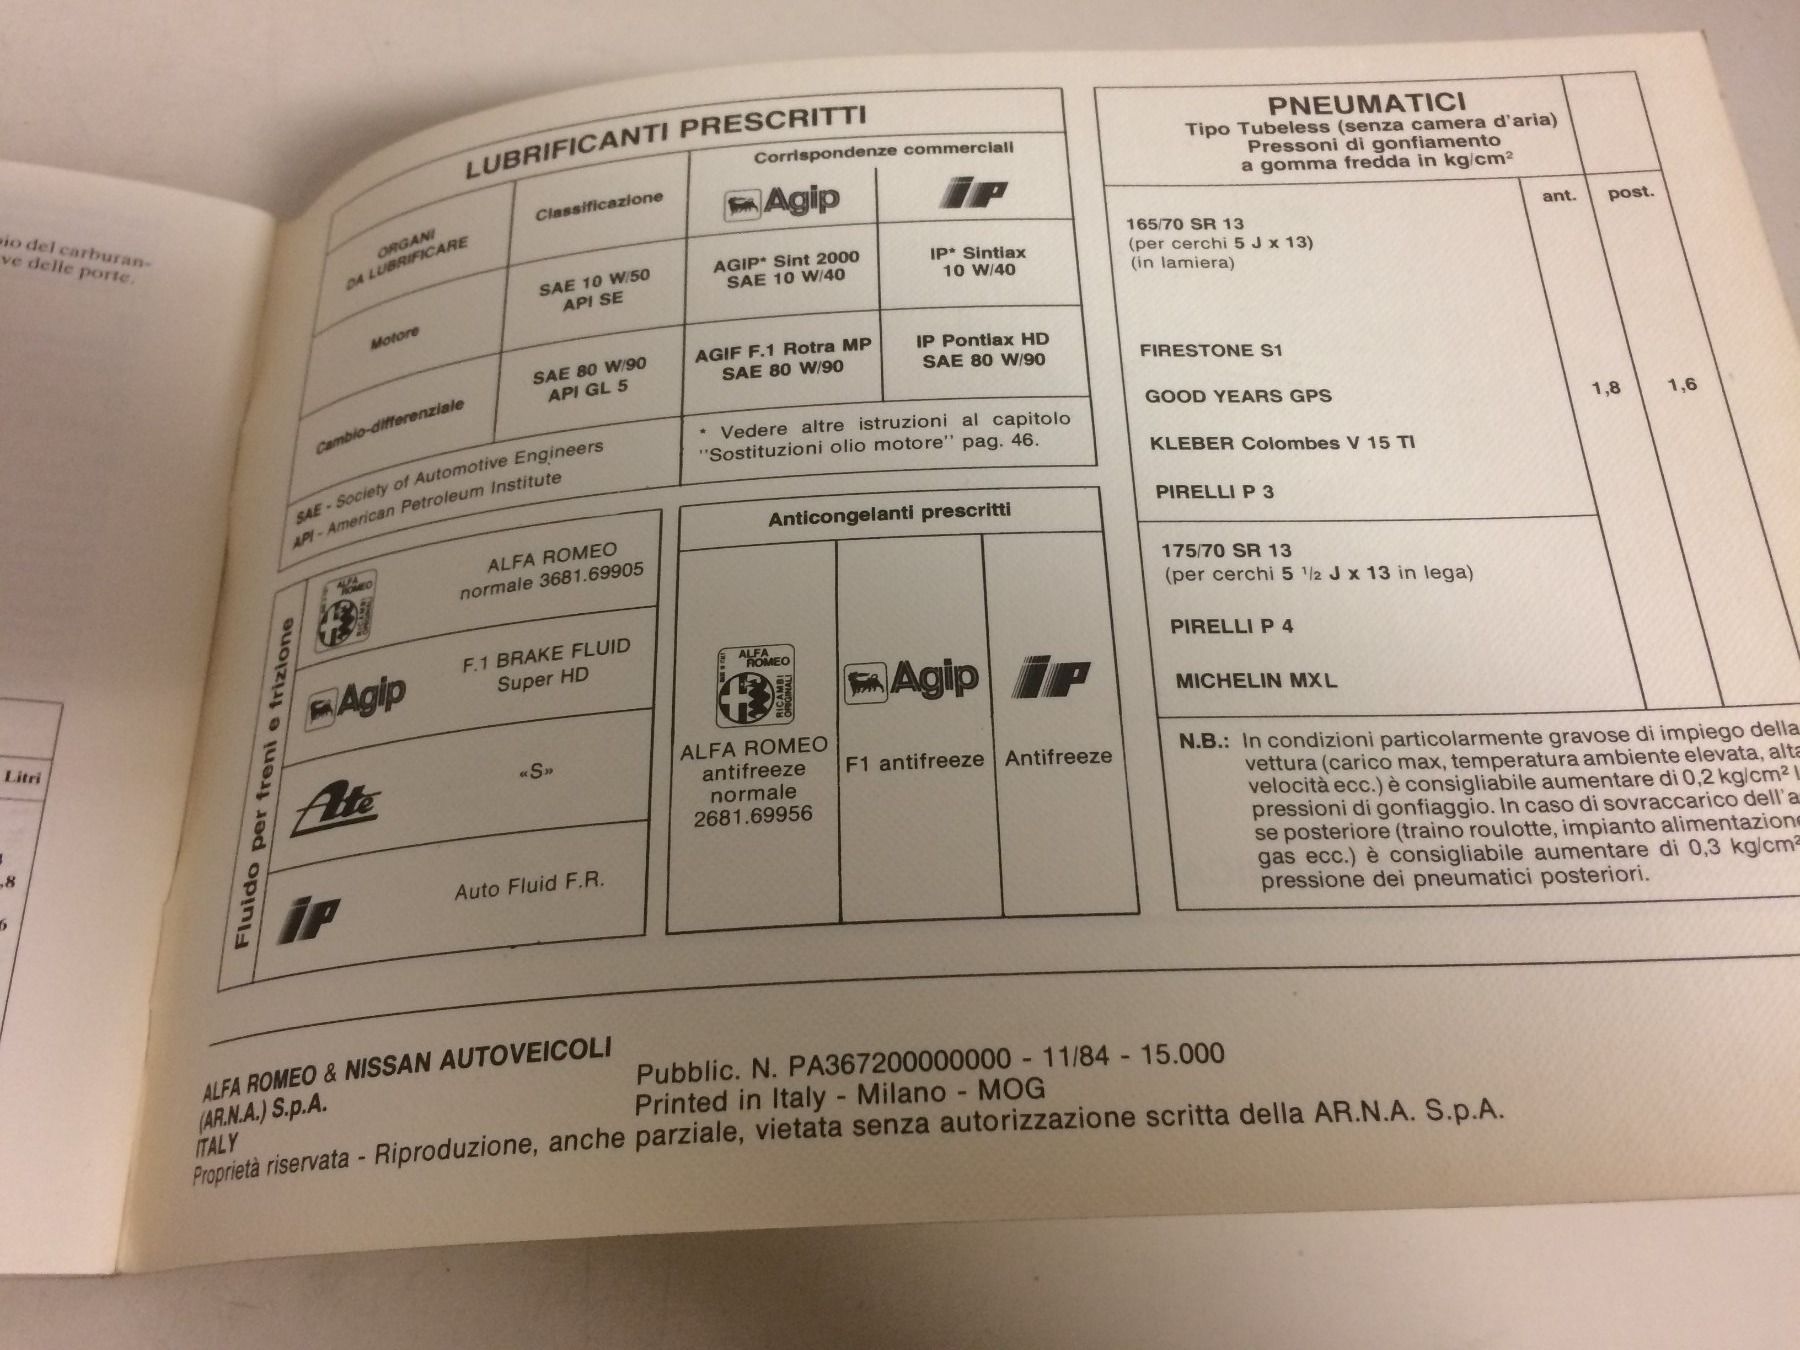 io del carburan-
ve delle porte.
Litri
,8
6
LUBRIFICANTI PRESCRITTI
ORGANI
DA LUBRIFICARE
Classificazione
Corrispondenze commerciali
Agip
IP
Motore
SAE 10 W/50
API SE
AGIP* Sint 2000
SAE 10 W/40
IP* Sintiax
10 W/40
Cambio-differenziale
SAE 80 W/90
API GL 5
AGIF F.1 Rotra MP
SAE 80 W/90
IP Pontiax HD
SAE 80 W/90
SAE - Society of Automotive Engineers
API - American Petroleum Institute
* Vedere altre istruzioni al capitolo
"Sostituzioni olio motore" pag. 46.
Fluido per freni e frizione
ALFA ROMEO
RICAMBI ORIGINALI
ALFA ROMEO
normale 3681.69905
Agip
F.1 BRAKE FLUID
Super HD
Ate
«S»
IP
Auto Fluid F.R.
Anticongelanti prescritti
ALFA ROMEO
RICAMBI ORIGINALI
ALFA ROMEO
antifreeze
normale
2681.69956
Agip
F1 antifreeze
IP
Antifreeze
PNEUMATICI
Tipo Tubeless (senza camera d'aria)
Pressoni di gonfiamento
a gomma fredda in kg/cm²
ant.
post.
165/70 SR 13
(per cerchi 5 J x 13)
(in lamiera)
FIRESTONE S1
GOOD YEARS GPS
1,8
1,6
KLEBER Colombes V 15 TI
PIRELLI P 3
175/70 SR 13
(per cerchi 5 1/2 J x 13 in lega)
PIRELLI P 4
MICHELIN MXL
N.B.: In condizioni particolarmente gravose di impiego della
vettura (carico max, temperatura ambiente elevata, alta
velocità ecc.) è consigliabile aumentare di 0,2 kg/cm² l
pressioni di gonfiaggio. In caso di sovraccarico dell'a
se posteriore (traino roulotte, impianto alimentazione
gas ecc.) è consigliabile aumentare di 0,3 kg/cm²
pressione dei pneumatici posteriori.
ALFA ROMEO & NISSAN AUTOVEICOLI
(AR.N.A.) S.p.A.
ITALY
Pubblic. N. PA367200000000 - 11/84 - 15.000
Printed in Italy - Milano - MOG
Proprietà riservata - Riproduzione, anche parziale, vietata senza autorizzazione scritta della AR.N.A. S.p.A.